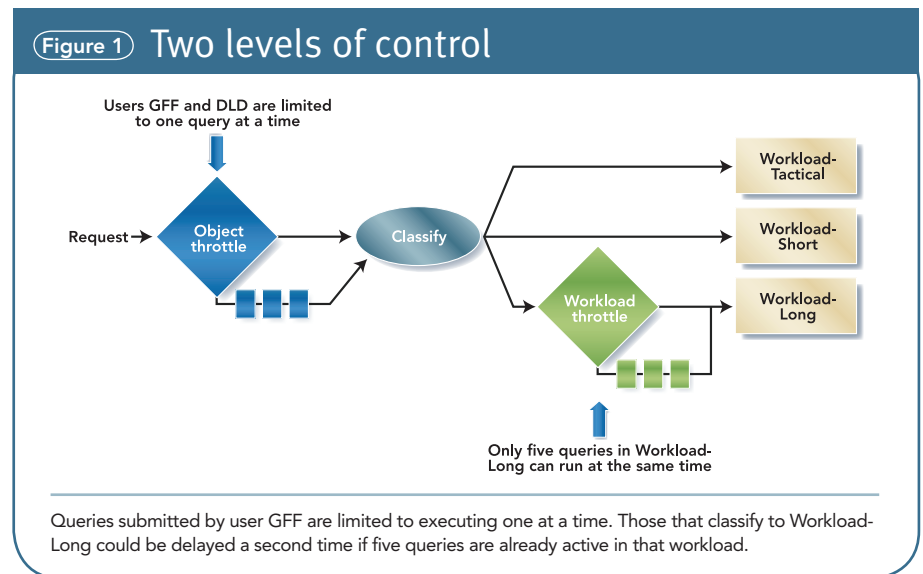 Figure 1 Two levels of control
Users GFF and DLD are limited
to one query at a time
Request
Object
throttle
Classify
Workload-
Tactical
Workload-
Short
Workload
throttle
Workload-
Long
Only five queries in Workload-
Long can run at the same time
Queries submitted by user GFF are limited to executing one at a time. Those that classify to Workload-
Long could be delayed a second time if five queries are already active in that workload.